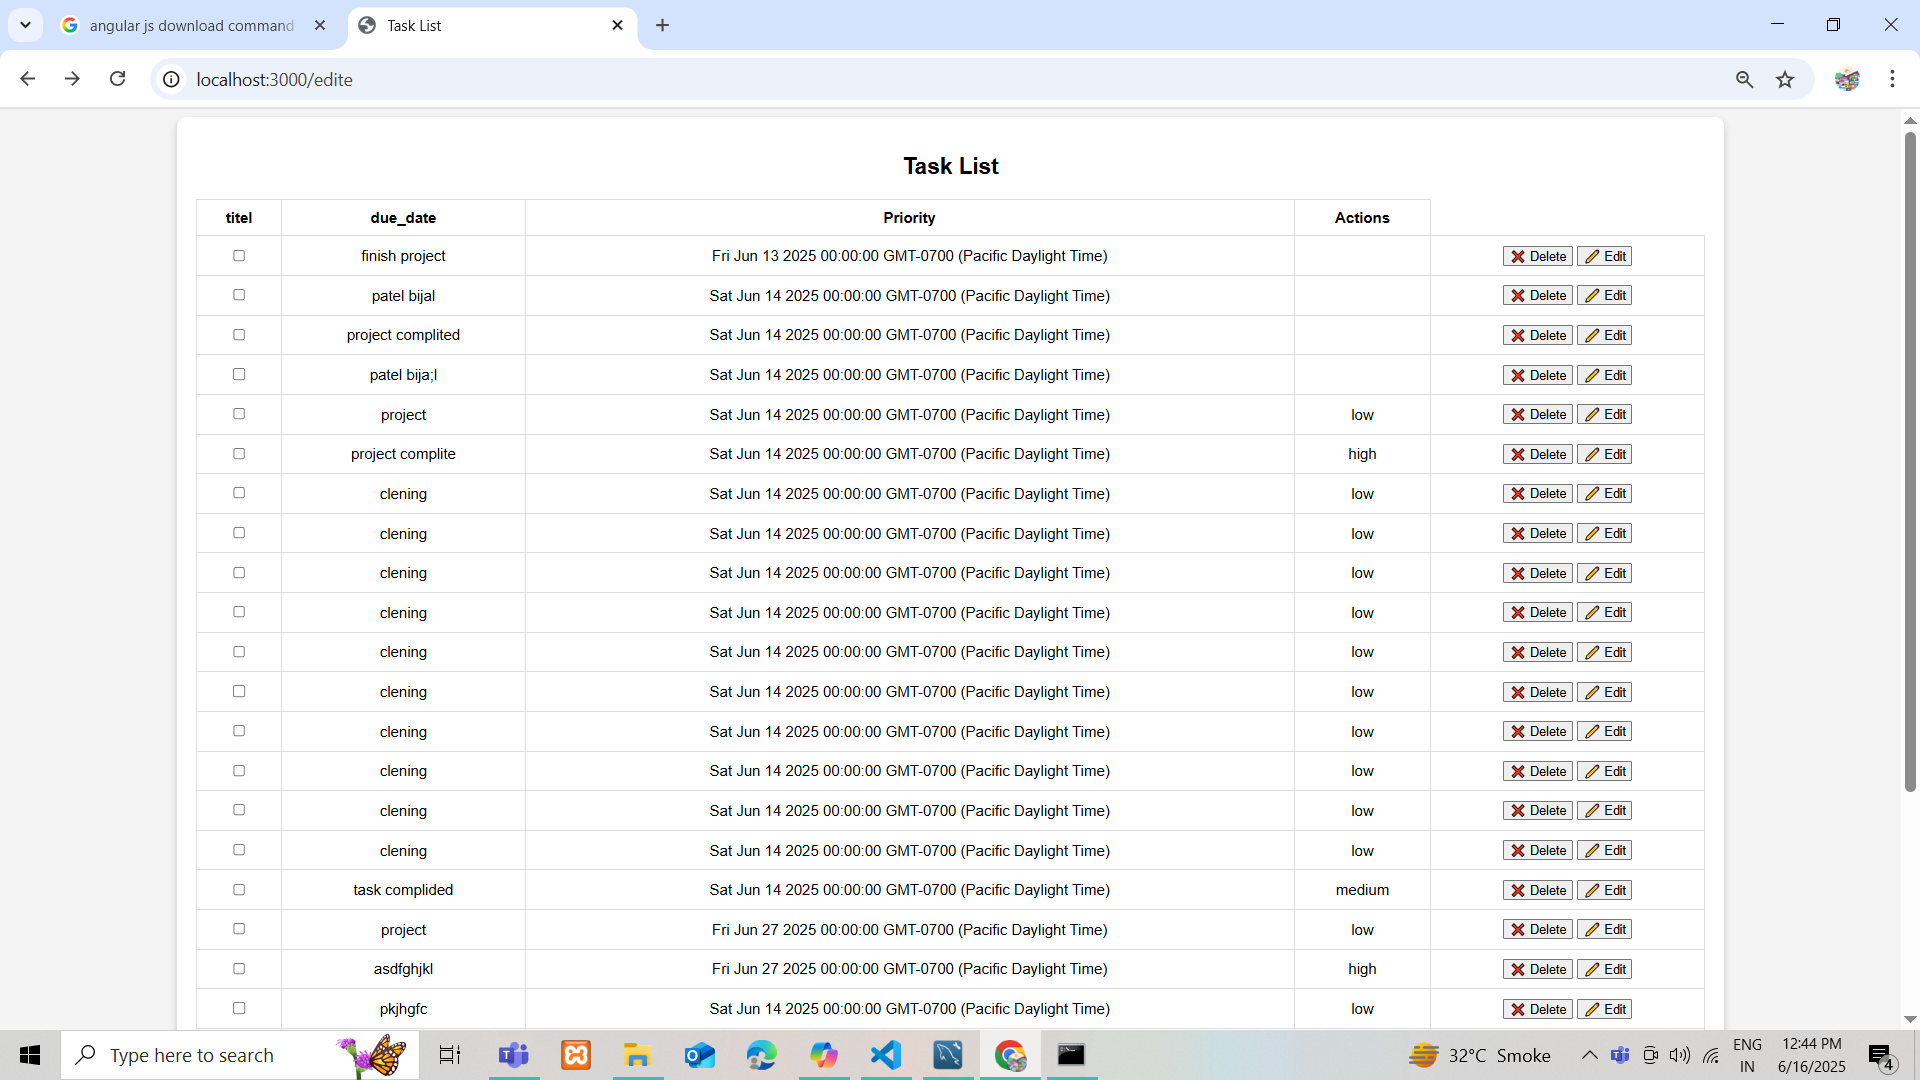 angular js download command
Task List
localhost:3000/edite
Task List
titel due_date Priority Actions
finish project Fri Jun 13 2025 00:00:00 GMT-0700 (Pacific Daylight Time) Delete Edit
patel bijal Sat Jun 14 2025 00:00:00 GMT-0700 (Pacific Daylight Time) Delete Edit
project complited Sat Jun 14 2025 00:00:00 GMT-0700 (Pacific Daylight Time) Delete Edit
patel bija;l Sat Jun 14 2025 00:00:00 GMT-0700 (Pacific Daylight Time) Delete Edit
project Sat Jun 14 2025 00:00:00 GMT-0700 (Pacific Daylight Time) low Delete Edit
project complite Sat Jun 14 2025 00:00:00 GMT-0700 (Pacific Daylight Time) high Delete Edit
clening Sat Jun 14 2025 00:00:00 GMT-0700 (Pacific Daylight Time) low Delete Edit
clening Sat Jun 14 2025 00:00:00 GMT-0700 (Pacific Daylight Time) low Delete Edit
clening Sat Jun 14 2025 00:00:00 GMT-0700 (Pacific Daylight Time) low Delete Edit
clening Sat Jun 14 2025 00:00:00 GMT-0700 (Pacific Daylight Time) low Delete Edit
clening Sat Jun 14 2025 00:00:00 GMT-0700 (Pacific Daylight Time) low Delete Edit
clening Sat Jun 14 2025 00:00:00 GMT-0700 (Pacific Daylight Time) low Delete Edit
clening Sat Jun 14 2025 00:00:00 GMT-0700 (Pacific Daylight Time) low Delete Edit
clening Sat Jun 14 2025 00:00:00 GMT-0700 (Pacific Daylight Time) low Delete Edit
clening Sat Jun 14 2025 00:00:00 GMT-0700 (Pacific Daylight Time) low Delete Edit
clening Sat Jun 14 2025 00:00:00 GMT-0700 (Pacific Daylight Time) low Delete Edit
task complided Sat Jun 14 2025 00:00:00 GMT-0700 (Pacific Daylight Time) medium Delete Edit
project Fri Jun 27 2025 00:00:00 GMT-0700 (Pacific Daylight Time) low Delete Edit
asdfghjkl Fri Jun 27 2025 00:00:00 GMT-0700 (Pacific Daylight Time) high Delete Edit
pkjhgfc Sat Jun 14 2025 00:00:00 GMT-0700 (Pacific Daylight Time) low Delete Edit
Type here to search
32°C Smoke
ENG
IN
12:44 PM
6/16/2025
4